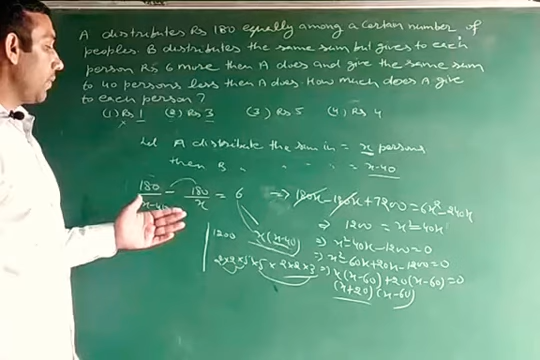 A distributes Rs 180 equally among a certain number of
peoples. B distributes the same sum but gives to each
person Rs 6 more then A does and give the same sum
to 40 persons less then A does. How much does A give
to each person ?
(1) Rs 1 (2) Rs 3 (3) Rs 5 (4) Rs 4
Let A distribute the sum in = x persons
then B " " " " = x-40
180/x-40 - 180/x = 6 ⇒ 180x - 180x + 7200 = 6x² - 240x
⇒ 1200 = x² - 40x
1200 x(x-40) ⇒ x² - 40x - 1200 = 0
⇒ x² - 60x + 20x - 1200 = 0
2x2x5x5x2x2x3 ⇒ x(x-60) + 20(x-60) = 0
(x+20) (x-60)